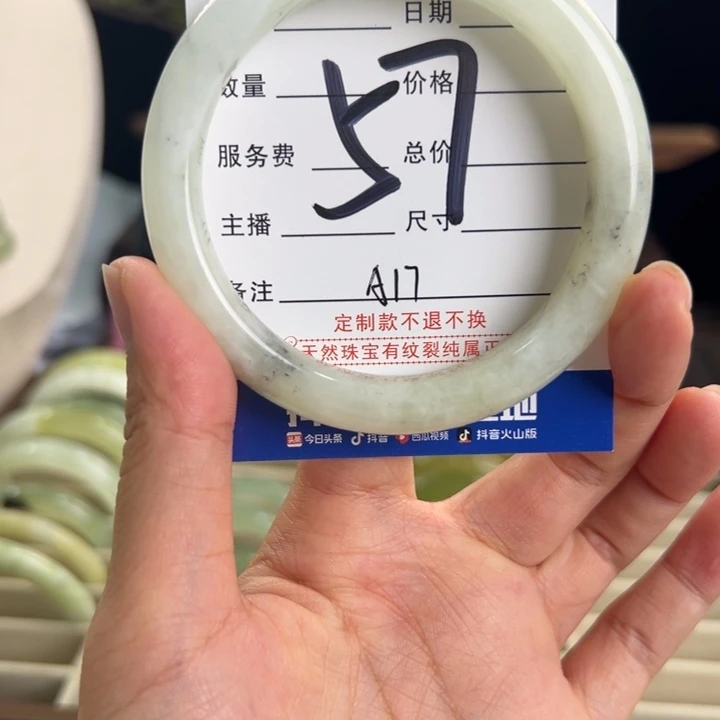 日期
数量 价格
57
服务费 总价
主播 尺寸
备注 A17
定制款不退不换
天然珠宝有纹裂纯属正
头条 今日头条 抖音 西瓜视频 抖音火山版